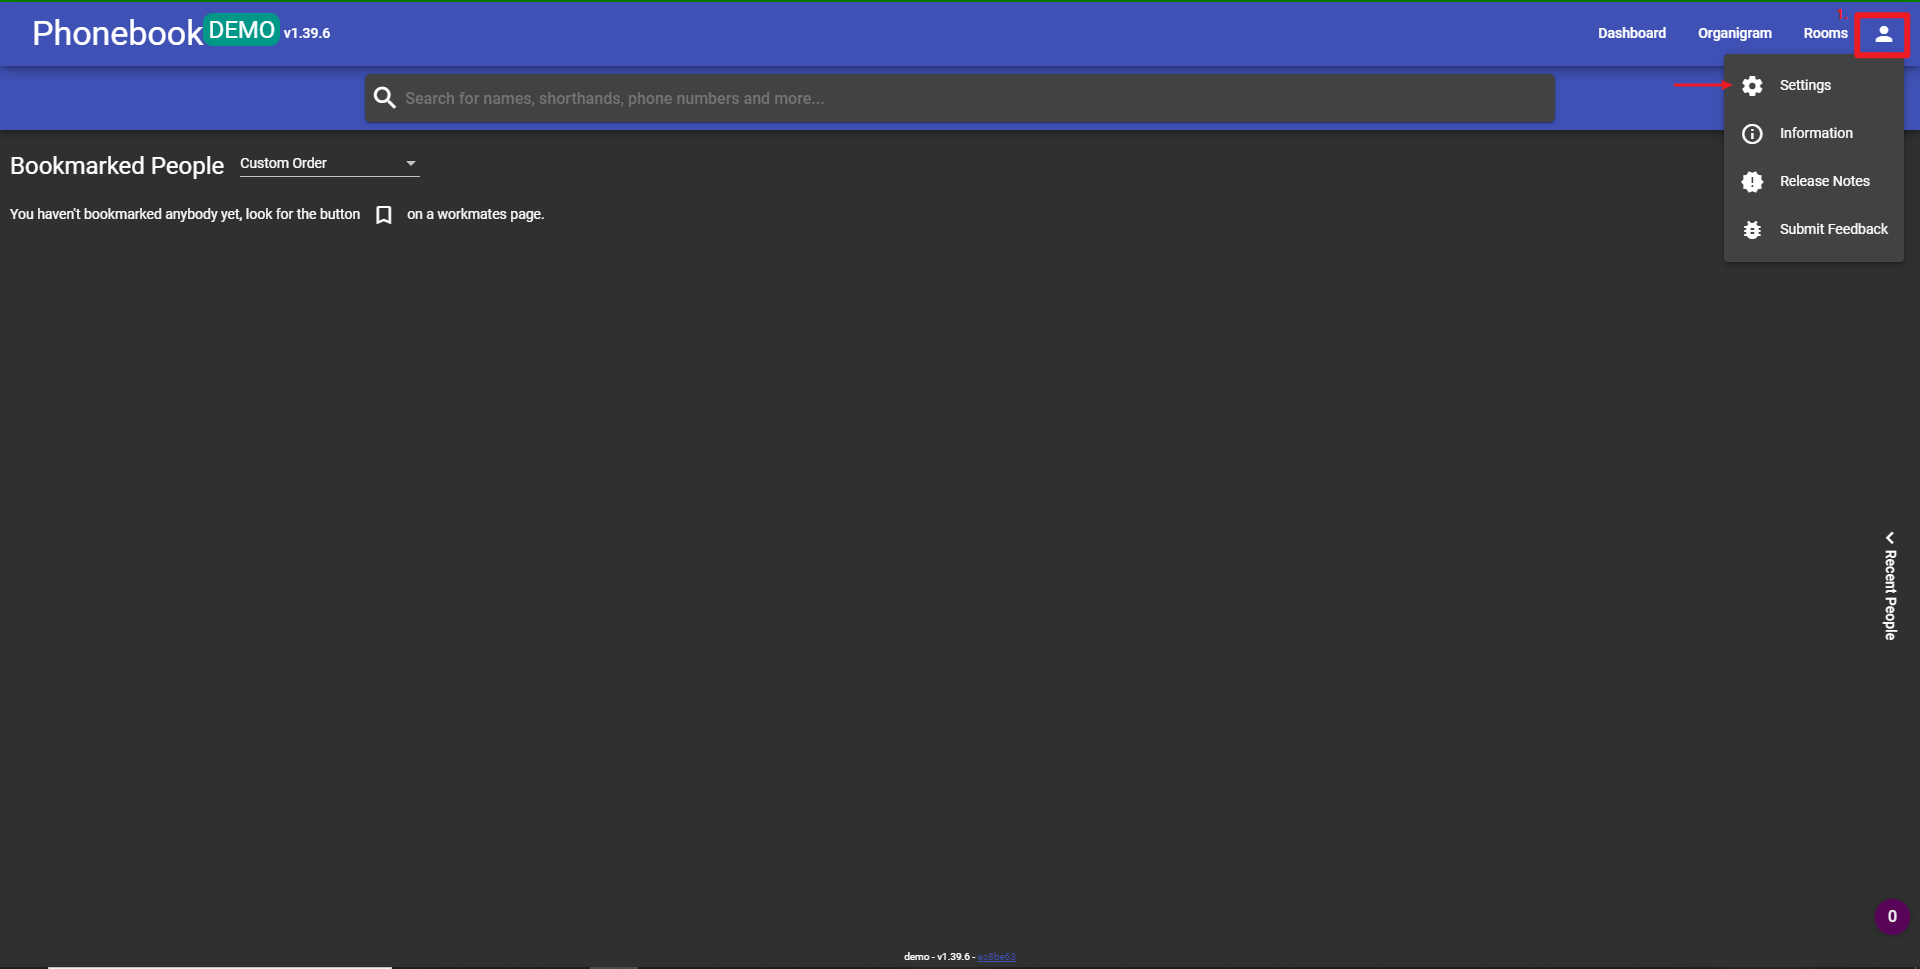 Phonebook DEMO v1.39.6
Dashboard Organigram Rooms
1.
Search for names, shorthands, phone numbers and more...
Settings
Information
Release Notes
Submit Feedback
Bookmarked People Custom Order
You haven't bookmarked anybody yet, look for the button on a workmates page.
Recent People
0
demo - v1.39.6 - ec8be63